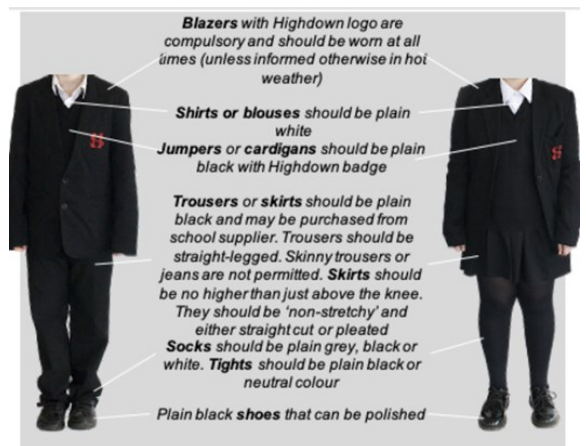 Blazers with Highdown logo are
compulsory and should be worn at all
times (unless informed otherwise in hot
weather)
Shirts or blouses should be plain
white
Jumpers or cardigans should be plain
black with Highdown badge
Trousers or skirts should be plain
black and may be purchased from
school supplier. Trousers should be
straight-legged. Skinny trousers or
jeans are not permitted. Skirts should
be no higher than just above the knee.
They should be ‘non-stretchy’ and
either straight cut or pleated
Socks should be plain grey, black or
white. Tights should be plain black or
neutral colour
Plain black shoes that can be polished